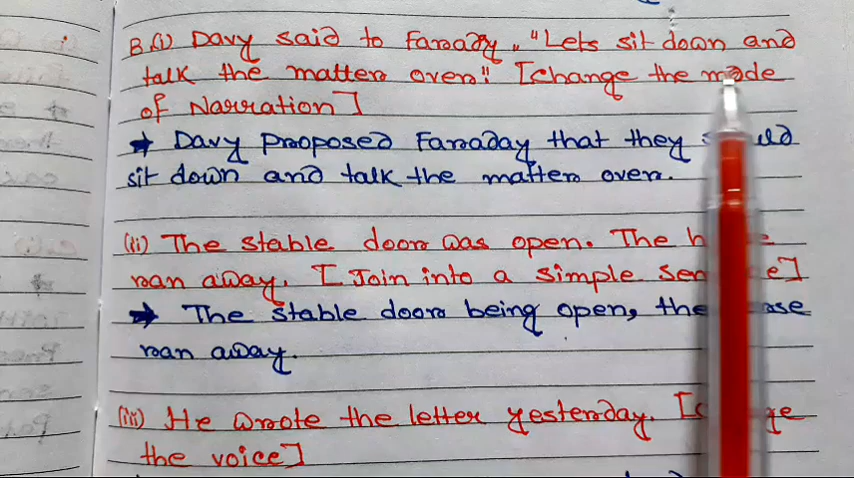 B.(i) Davy said to Faraday, "Lets sit down and
talk the matter over." [change the mode
of Narration]
→ Davy proposed Faraday that they
sit down and talk the matter over.
(ii) The stable door was open. The
ran away. [Join into a simple
→ The stable door being open, the
ran away.
(iii) He wrote the letter yesterday.
the voice]